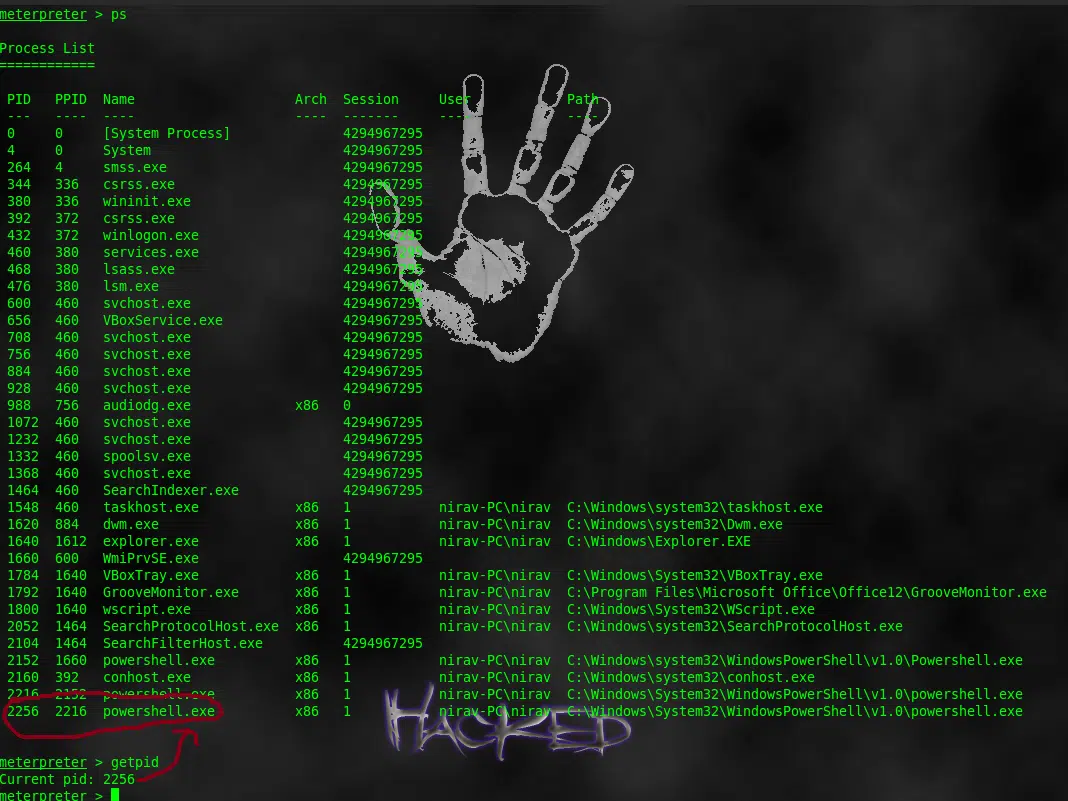 meterpreter > ps
Process List
============
PID PPID Name Arch Session User Path
--- ---- ---- ---- ------- ---- ----
0 0 [System Process] 4294967295
4 0 System 4294967295
264 4 smss.exe 4294967295
344 336 csrss.exe 4294967295
380 336 wininit.exe 4294967295
392 372 csrss.exe 4294967295
432 372 winlogon.exe 4294967295
460 380 services.exe 4294967295
468 380 lsass.exe 4294967295
476 380 lsm.exe 4294967295
600 460 svchost.exe 4294967295
656 460 VBoxService.exe 4294967295
708 460 svchost.exe 4294967295
756 460 svchost.exe 4294967295
884 460 svchost.exe 4294967295
928 460 svchost.exe 4294967295
988 756 audiodg.exe x86 0
1072 460 svchost.exe 4294967295
1232 460 svchost.exe 4294967295
1332 460 spoolsv.exe 4294967295
1368 460 svchost.exe 4294967295
1464 460 SearchIndexer.exe 4294967295
1548 460 taskhost.exe x86 1 nirav-PC\nirav C:\Windows\system32\taskhost.exe
1620 884 dwm.exe x86 1 nirav-PC\nirav C:\Windows\system32\Dwm.exe
1640 1612 explorer.exe x86 1 nirav-PC\nirav C:\Windows\Explorer.EXE
1660 600 WmiPrvSE.exe 4294967295
1784 1640 VBoxTray.exe x86 1 nirav-PC\nirav C:\Windows\System32\VBoxTray.exe
1792 1640 GrooveMonitor.exe x86 1 nirav-PC\nirav C:\Program Files\Microsoft Office\Office12\GrooveMonitor.exe
1800 1640 wscript.exe x86 1 nirav-PC\nirav C:\Windows\System32\WScript.exe
2052 1464 SearchProtocolHost.exe x86 1 nirav-PC\nirav C:\Windows\system32\SearchProtocolHost.exe
2104 1464 SearchFilterHost.exe 4294967295
2152 1660 powershell.exe x86 1 nirav-PC\nirav C:\Windows\System32\WindowsPowerShell\v1.0\Powershell.exe
2160 392 conhost.exe x86 1 nirav-PC\nirav C:\Windows\system32\conhost.exe
2216 2152 powershell.exe x86 1 nirav-PC\nirav C:\Windows\System32\WindowsPowerShell\v1.0\powershell.exe
2256 2216 powershell.exe x86 1 nirav-PC\nirav C:\Windows\System32\WindowsPowerShell\v1.0\powershell.exe
HACKED
meterpreter > getpid
Current pid: 2256
meterpreter >